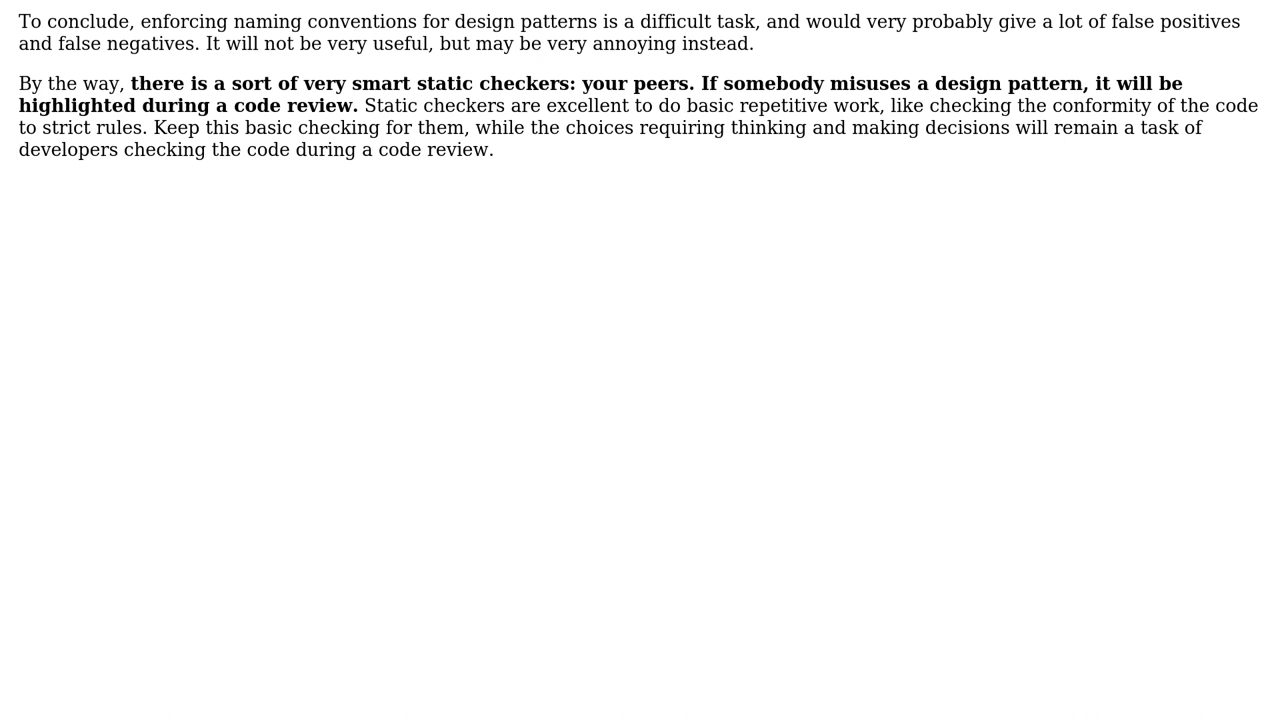 To conclude, enforcing naming conventions for design patterns is a difficult task, and would very probably give a lot of false positives
and false negatives. It will not be very useful, but may be very annoying instead.
By the way, there is a sort of very smart static checkers: your peers. If somebody misuses a design pattern, it will be
highlighted during a code review. Static checkers are excellent to do basic repetitive work, like checking the conformity of the code
to strict rules. Keep this basic checking for them, while the choices requiring thinking and making decisions will remain a task of
developers checking the code during a code review.